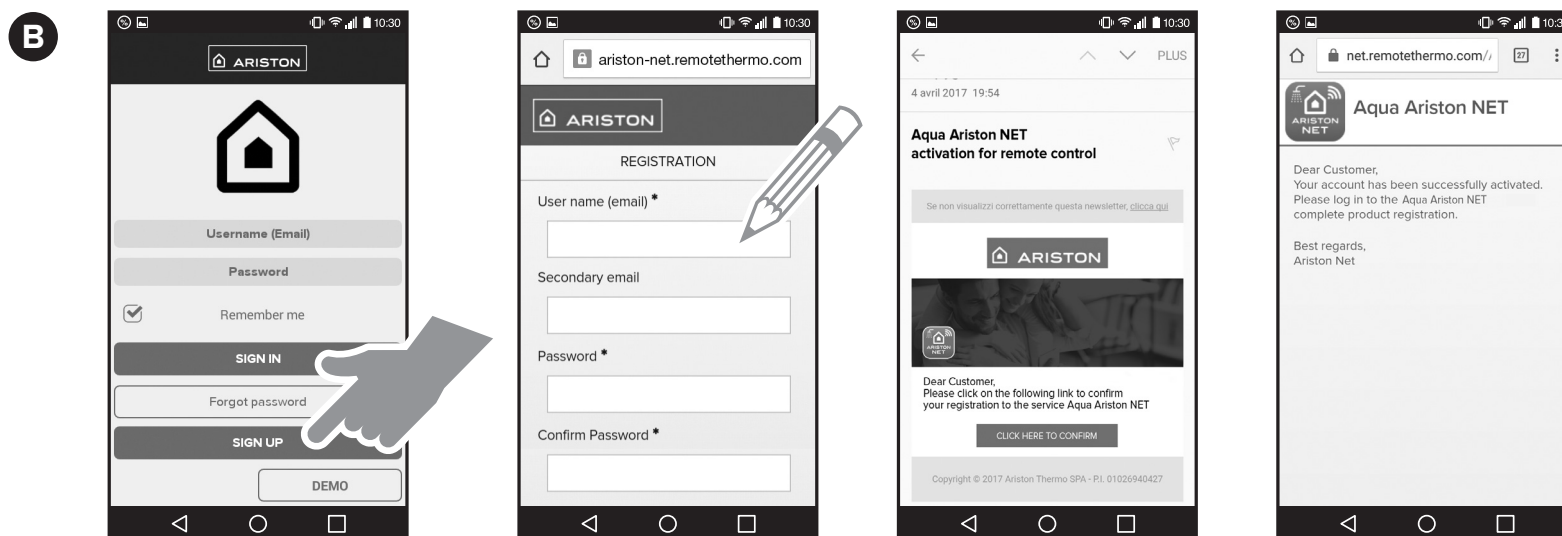 B
10:30
ARISTON
Username (Email)
Password
Remember me
SIGN IN
Forgot password
SIGN UP
DEMO
10:30
ariston-net.remotethermo.com
ARISTON
REGISTRATION
User name (email) *
Secondary email
Password *
Confirm Password *
10:30
PLUS
4 avril 2017 19:54
Aqua Ariston NET
activation for remote control
Se non visualizzi correttamente questa newsletter, clicca qui
ARISTON
ARISTON
NET
Dear Customer,
Please click on the following link to confirm
your registration to the service Aqua Ariston NET
CLICK HERE TO CONFIRM
Copyright © 2017 Ariston Thermo SPA - P.I. 01026940427
10:3
net.remotethermo.com/
27
ARISTON
NET
Aqua Ariston NET
Dear Customer,
Your account has been successfully activated.
Please log in to the Aqua Ariston NET
complete product registration.
Best regards,
Ariston Net